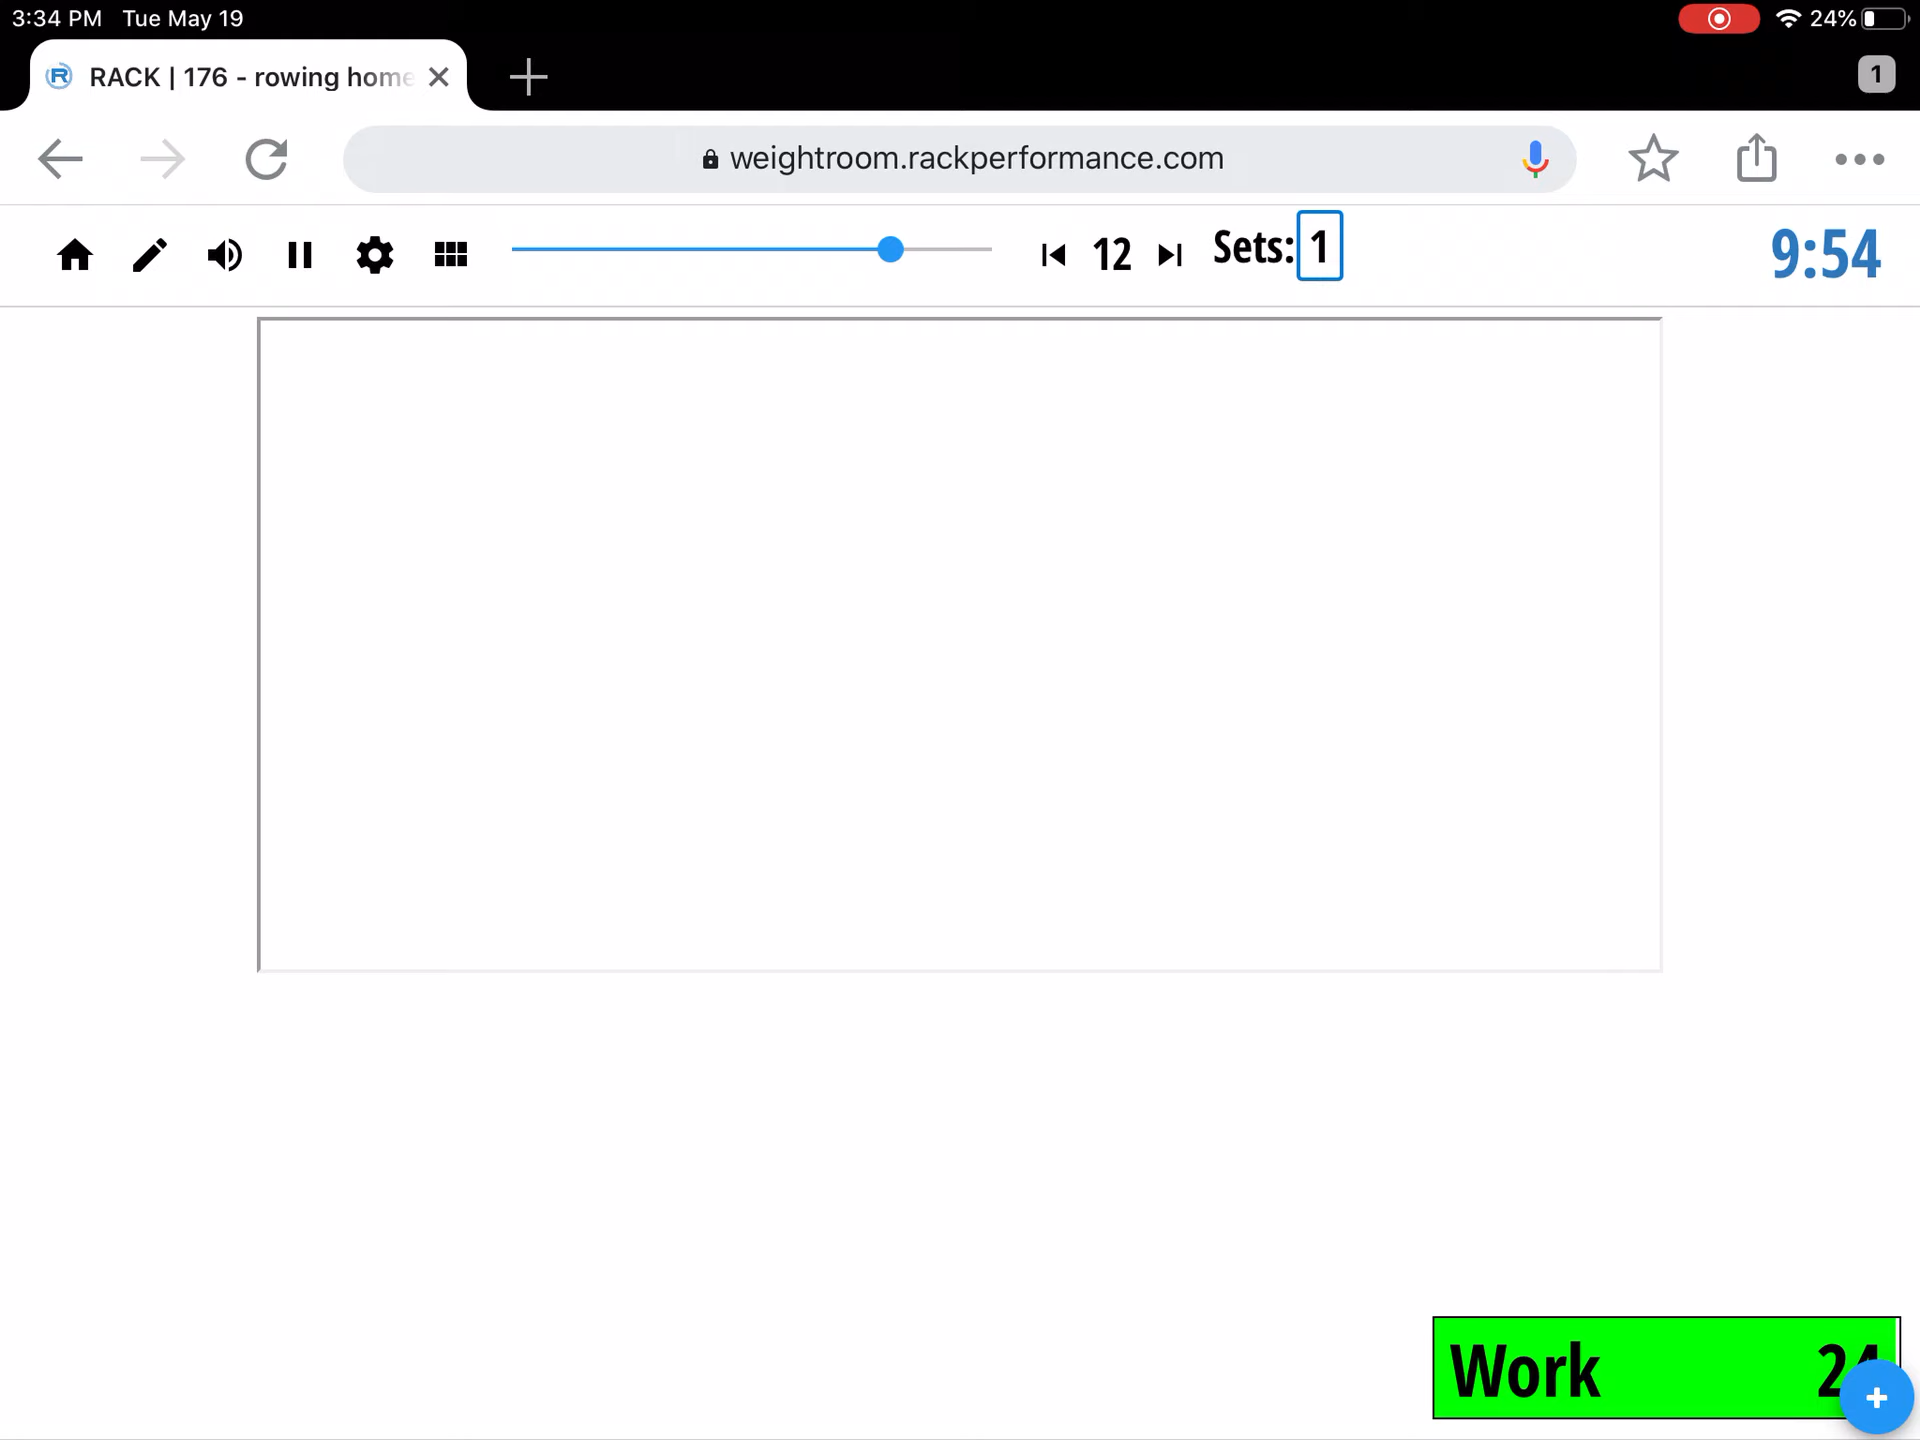 3:34 PM Tue May 19
24%
RACK | 176 - rowing home
1
weightroom.rackperformance.com
12 Sets: 1
9:54
Work 24